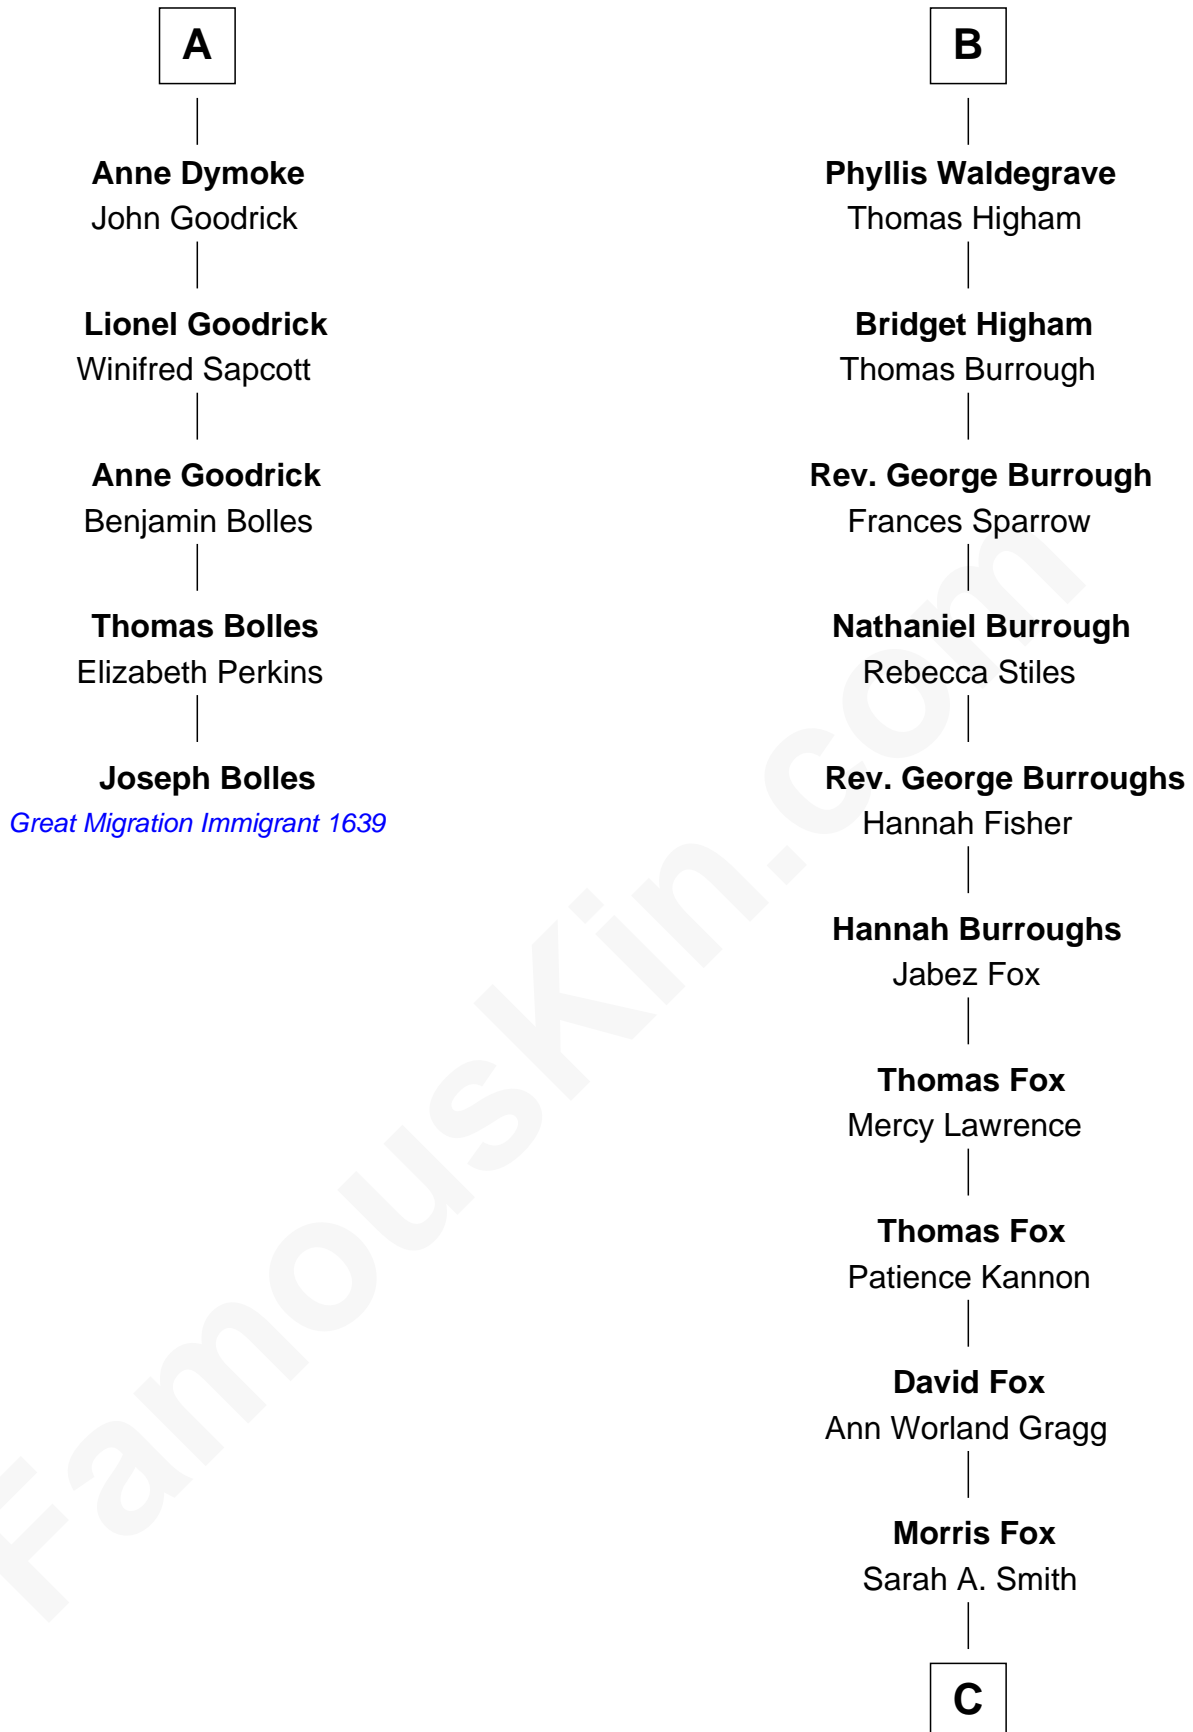 A
Anne Dymoke
John Goodrick
Lionel Goodrick
Winifred Sapcott
Anne Goodrick
Benjamin Bolles
Thomas Bolles
Elizabeth Perkins
Joseph Bolles
Great Migration Immigrant 1639
B
Phyllis Waldegrave
Thomas Higham
Bridget Higham
Thomas Burrough
Rev. George Burrough
Frances Sparrow
Nathaniel Burrough
Rebecca Stiles
Rev. George Burroughs
Hannah Fisher
Hannah Burroughs
Jabez Fox
Thomas Fox
Mercy Lawrence
Thomas Fox
Patience Kannon
David Fox
Ann Worland Gragg
Morris Fox
Sarah A. Smith
C
FamousKin.com